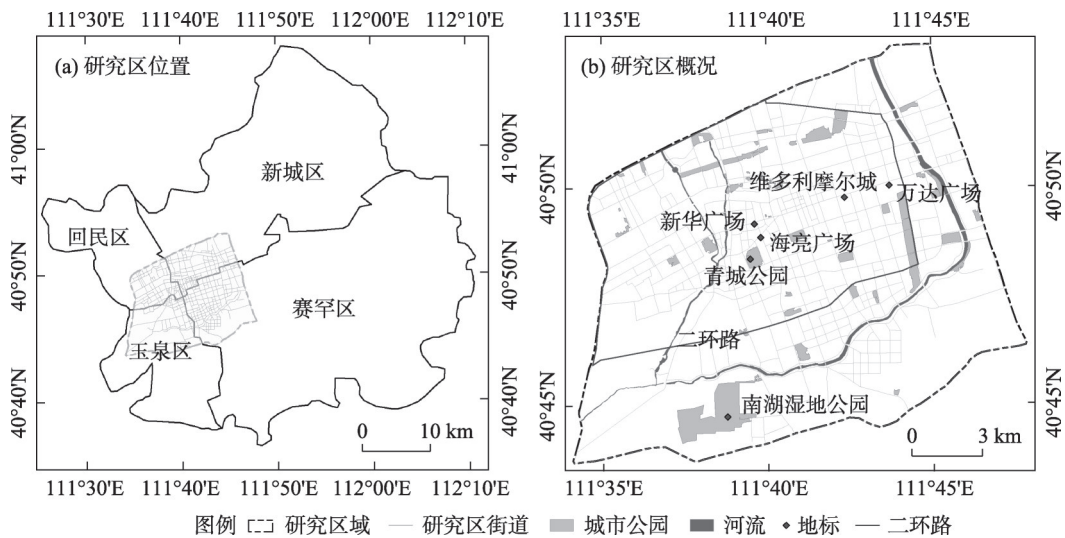 111°30′E 111°40′E 111°50′E 112°00′E 112°10′E
(a) 研究区位置
41°00′N
40°50′N
40°40′N
新城区
回民区
赛罕区
玉泉区
0 10 km
41°00′N
40°50′N
40°40′N
111°30′E 111°40′E 111°50′E 112°00′E 112°10′E
111°35′E 111°40′E 111°45′E
(b) 研究区概况
40°50′N
40°45′N
维多利摩尔城
万达广场
新华广场
海亮广场
青城公园
二环路
南湖湿地公园
0 3 km
40°50′N
40°45′N
111°35′E 111°40′E 111°45′E
图例 研究区域 研究区街道 城市公园 河流 地标 二环路